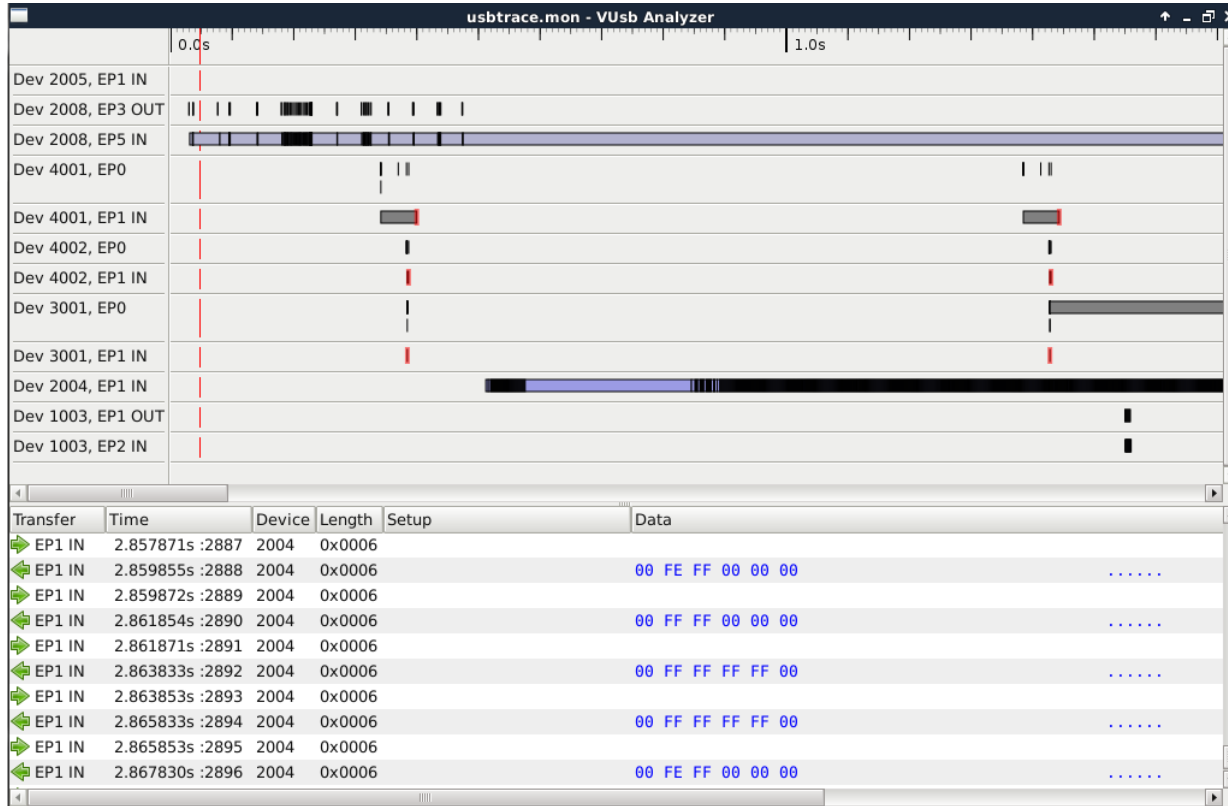 usbtrace.mon - VUsb Analyzer
0.0s 1.0s
Dev 2005, EP1 IN
Dev 2008, EP3 OUT
Dev 2008, EP5 IN
Dev 4001, EP0
Dev 4001, EP1 IN
Dev 4002, EP0
Dev 4002, EP1 IN
Dev 3001, EP0
Dev 3001, EP1 IN
Dev 2004, EP1 IN
Dev 1003, EP1 OUT
Dev 1003, EP2 IN
Transfer Time Device Length Setup Data
EP1 IN 2.857871s :2887 2004 0x0006
EP1 IN 2.859855s :2888 2004 0x0006 00 FE FF 00 00 00 ......
EP1 IN 2.859872s :2889 2004 0x0006
EP1 IN 2.861854s :2890 2004 0x0006 00 FF FF 00 00 00 ......
EP1 IN 2.861871s :2891 2004 0x0006
EP1 IN 2.863833s :2892 2004 0x0006 00 FF FF FF FF 00 ......
EP1 IN 2.863853s :2893 2004 0x0006
EP1 IN 2.865833s :2894 2004 0x0006 00 FF FF FF FF 00 ......
EP1 IN 2.865853s :2895 2004 0x0006
EP1 IN 2.867830s :2896 2004 0x0006 00 FE FF 00 00 00 ......